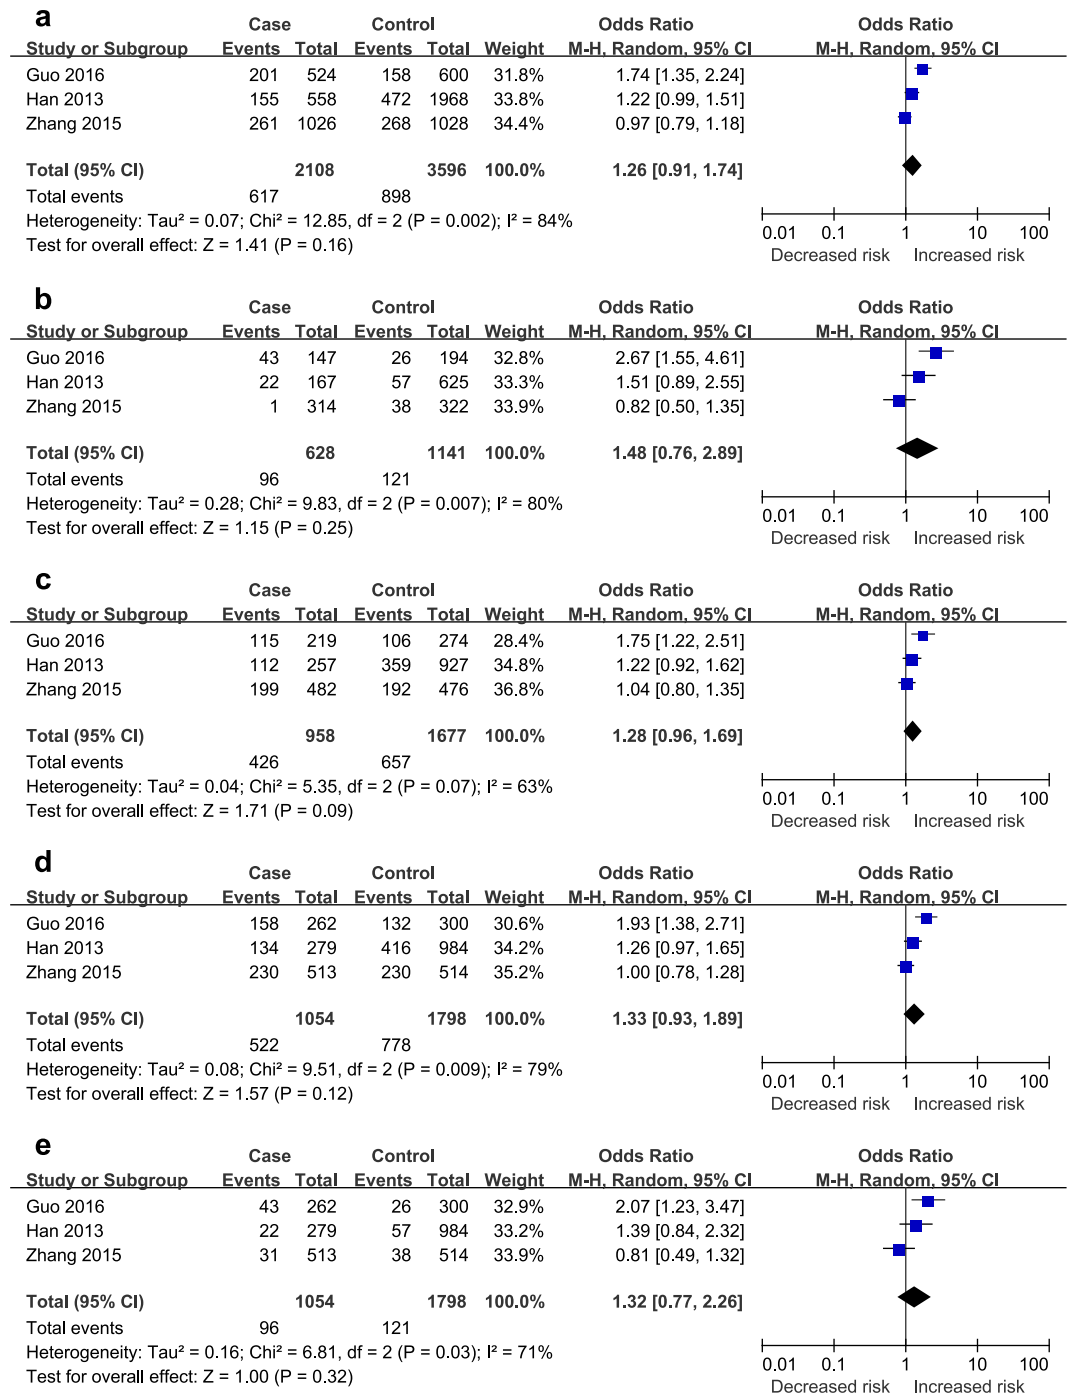 a
Case Control Odds Ratio Odds Ratio
Study or Subgroup Events Total Events Total Weight M-H, Random, 95% CI M-H, Random, 95% CI
Guo 2016 201 524 158 600 31.8% 1.74 [1.35, 2.24]
Han 2013 155 558 472 1968 33.8% 1.22 [0.99, 1.51]
Zhang 2015 261 1026 268 1028 34.4% 0.97 [0.79, 1.18]
Total (95% CI) 2108 3596 100.0% 1.26 [0.91, 1.74]
Total events 617 898
Heterogeneity: Tau² = 0.07; Chi² = 12.85, df = 2 (P = 0.002); I² = 84%
Test for overall effect: Z = 1.41 (P = 0.16)
0.01 0.1 1 10 100
Decreased risk Increased risk
b
Case Control Odds Ratio Odds Ratio
Study or Subgroup Events Total Events Total Weight M-H, Random, 95% CI M-H, Random, 95% CI
Guo 2016 43 147 26 194 32.8% 2.67 [1.55, 4.61]
Han 2013 22 167 57 625 33.3% 1.51 [0.89, 2.55]
Zhang 2015 1 314 38 322 33.9% 0.82 [0.50, 1.35]
Total (95% CI) 628 1141 100.0% 1.48 [0.76, 2.89]
Total events 96 121
Heterogeneity: Tau² = 0.28; Chi² = 9.83, df = 2 (P = 0.007); I² = 80%
Test for overall effect: Z = 1.15 (P = 0.25)
0.01 0.1 1 10 100
Decreased risk Increased risk
c
Case Control Odds Ratio Odds Ratio
Study or Subgroup Events Total Events Total Weight M-H, Random, 95% CI M-H, Random, 95% CI
Guo 2016 115 219 106 274 28.4% 1.75 [1.22, 2.51]
Han 2013 112 257 359 927 34.8% 1.22 [0.92, 1.62]
Zhang 2015 199 482 192 476 36.8% 1.04 [0.80, 1.35]
Total (95% CI) 958 1677 100.0% 1.28 [0.96, 1.69]
Total events 426 657
Heterogeneity: Tau² = 0.04; Chi² = 5.35, df = 2 (P = 0.07); I² = 63%
Test for overall effect: Z = 1.71 (P = 0.09)
0.01 0.1 1 10 100
Decreased risk Increased risk
d
Case Control Odds Ratio Odds Ratio
Study or Subgroup Events Total Events Total Weight M-H, Random, 95% CI M-H, Random, 95% CI
Guo 2016 158 262 132 300 30.6% 1.93 [1.38, 2.71]
Han 2013 134 279 416 984 34.2% 1.26 [0.97, 1.65]
Zhang 2015 230 513 230 514 35.2% 1.00 [0.78, 1.28]
Total (95% CI) 1054 1798 100.0% 1.33 [0.93, 1.89]
Total events 522 778
Heterogeneity: Tau² = 0.08; Chi² = 9.51, df = 2 (P = 0.009); I² = 79%
Test for overall effect: Z = 1.57 (P = 0.12)
0.01 0.1 1 10 100
Decreased risk Increased risk
e
Case Control Odds Ratio Odds Ratio
Study or Subgroup Events Total Events Total Weight M-H, Random, 95% CI M-H, Random, 95% CI
Guo 2016 43 262 26 300 32.9% 2.07 [1.23, 3.47]
Han 2013 22 279 57 984 33.2% 1.39 [0.84, 2.32]
Zhang 2015 31 513 38 514 33.9% 0.81 [0.49, 1.32]
Total (95% CI) 1054 1798 100.0% 1.32 [0.77, 2.26]
Total events 96 121
Heterogeneity: Tau² = 0.16; Chi² = 6.81, df = 2 (P = 0.03); I² = 71%
Test for overall effect: Z = 1.00 (P = 0.32)
0.01 0.1 1 10 100
Decreased risk Increased risk